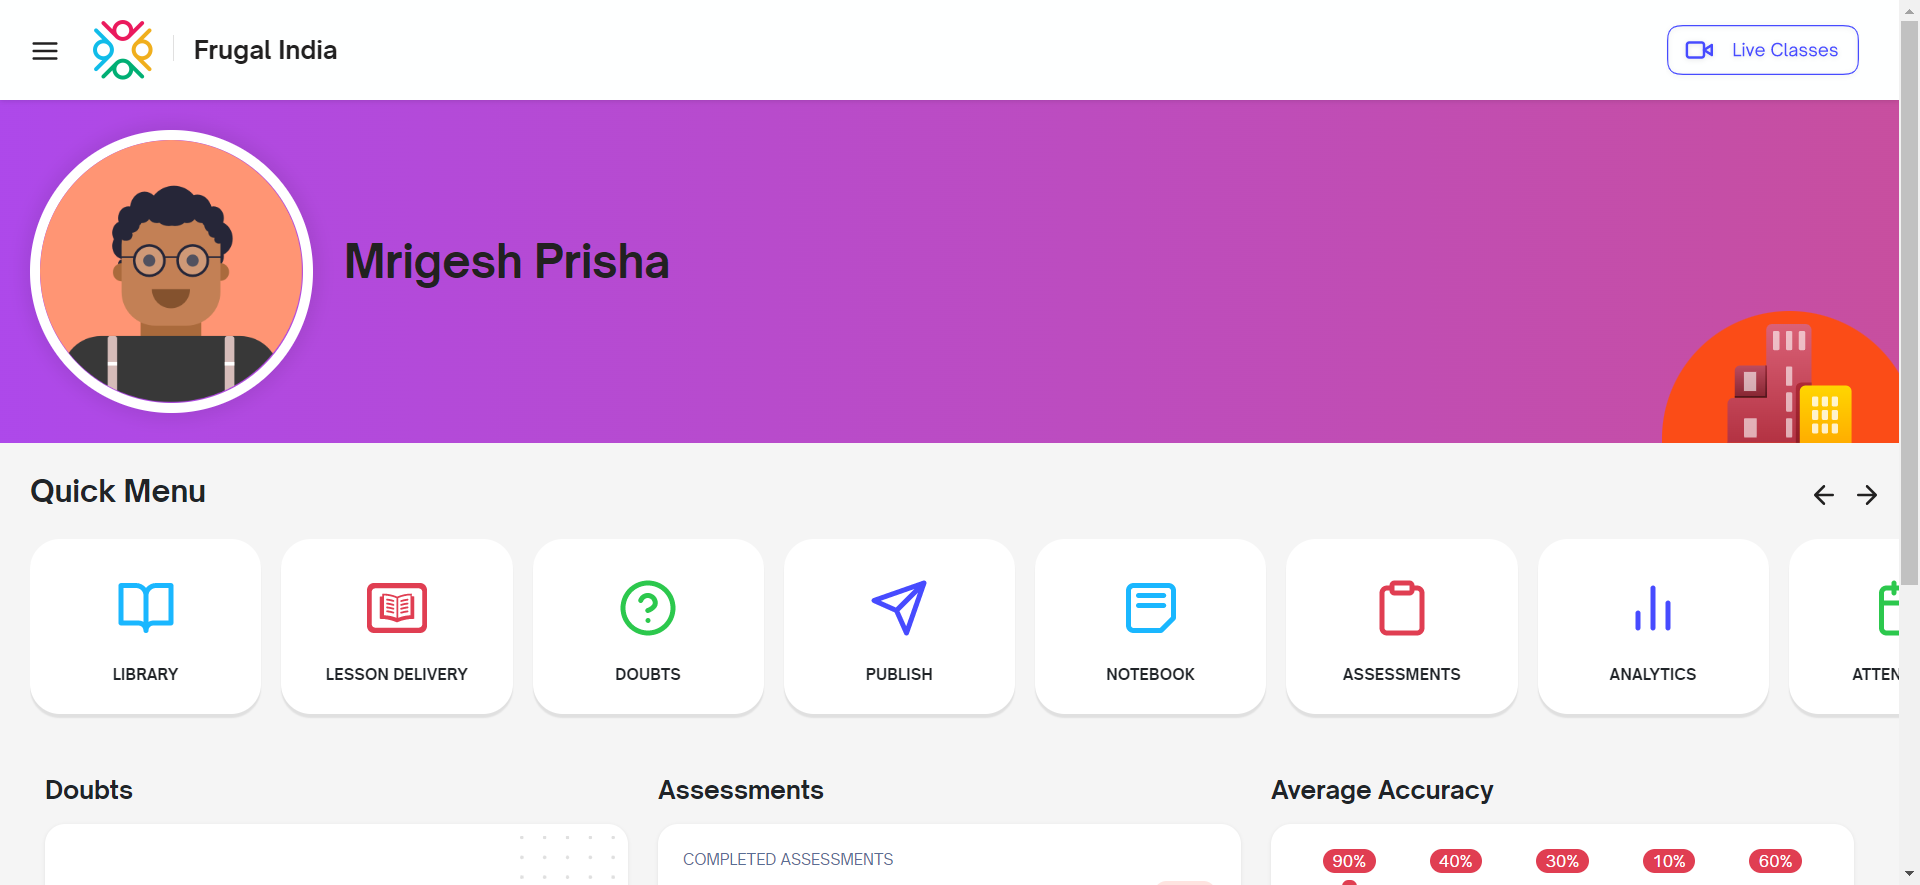 Frugal India
Live Classes
Mrigesh Prisha
Quick Menu
LIBRARY
LESSON DELIVERY
DOUBTS
PUBLISH
NOTEBOOK
ASSESSMENTS
ANALYTICS
ATTEN
Doubts
Assessments
Average Accuracy
COMPLETED ASSESSMENTS
90% 40% 30% 10% 60%